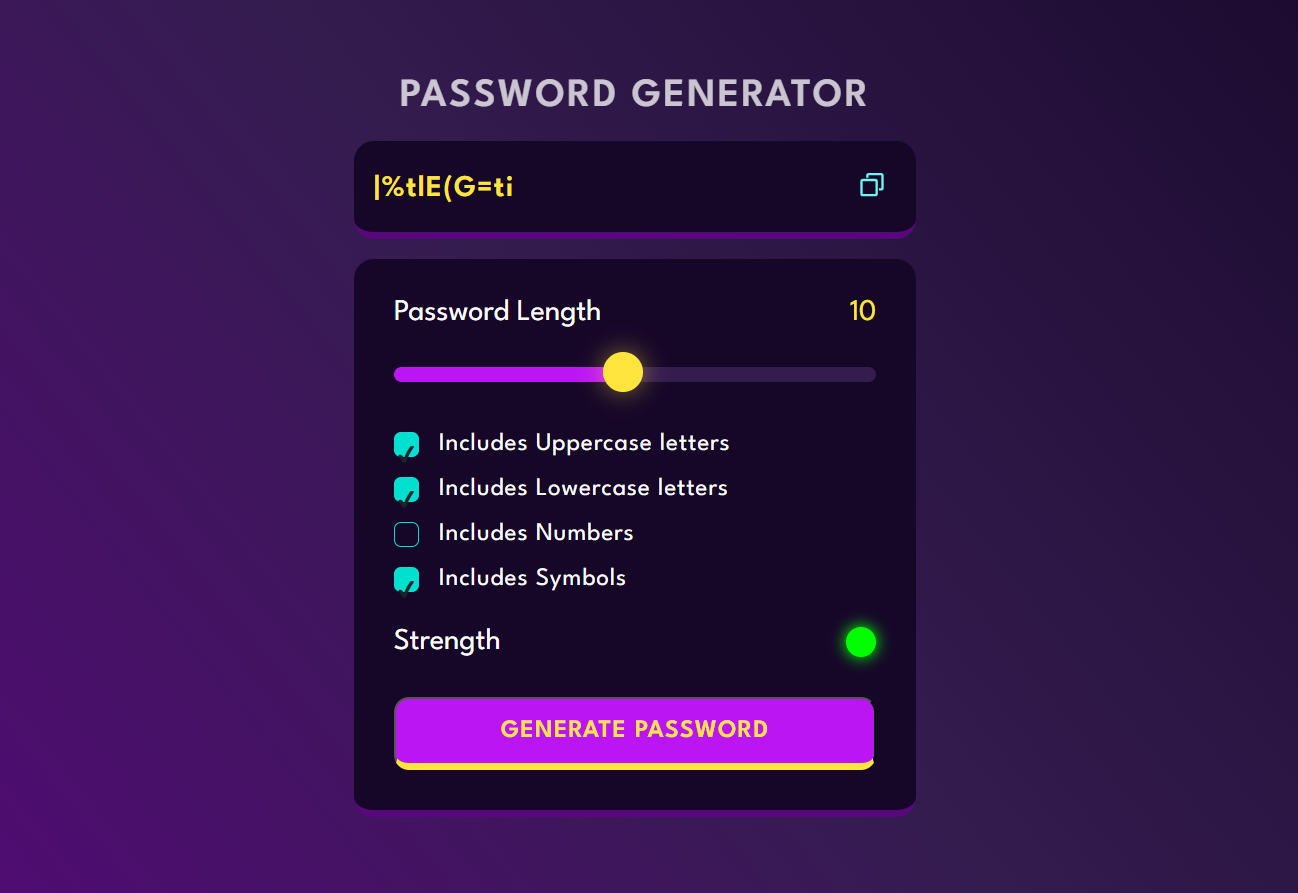 PASSWORD GENERATOR
|%tlE(G=ti
Password Length
10
Includes Uppercase letters
Includes Lowercase letters
Includes Numbers
Includes Symbols
Strength
GENERATE PASSWORD